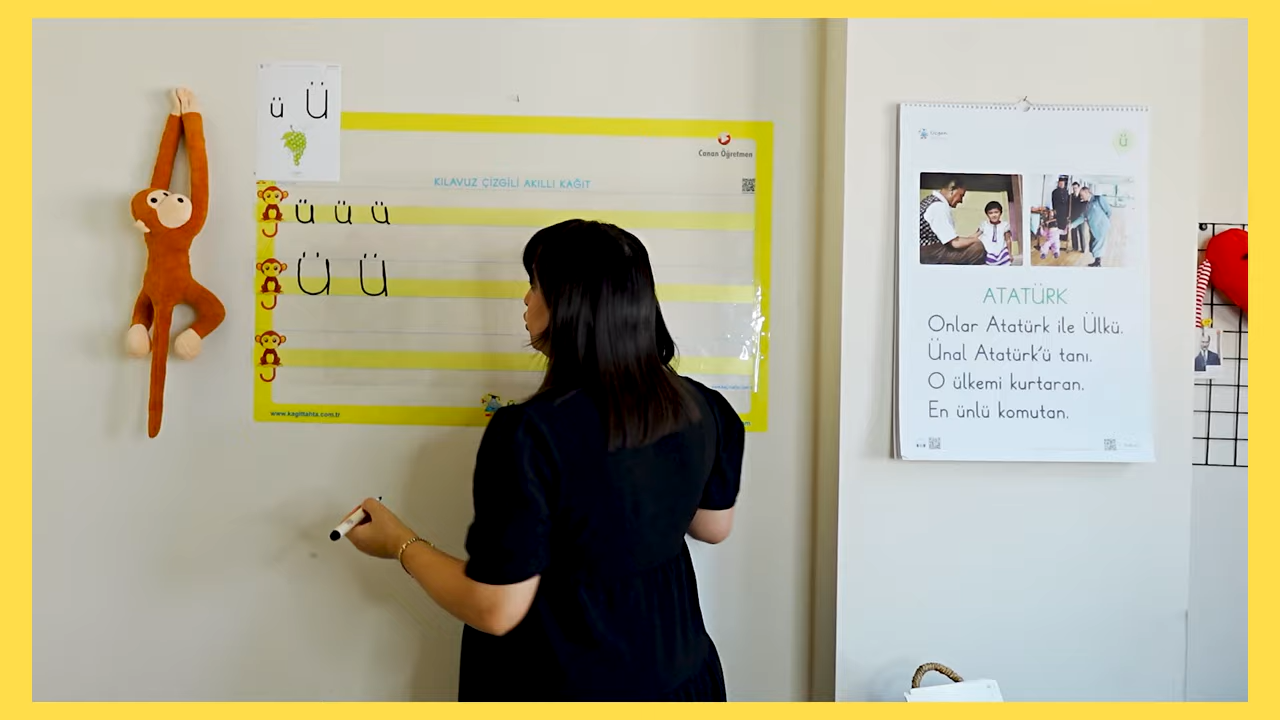 ü Ü
Canan Öğretmen
KILAVUZ ÇİZGİLİ AKILLI KAĞIT
ü ü ü
Ü Ü
www.kagittahta.com.tr
ü
ATATÜRK
Onlar Atatürk ile Ülkü.
Ünal Atatürk'ü tanı.
O ülkemi kurtaran.
En ünlü komutan.